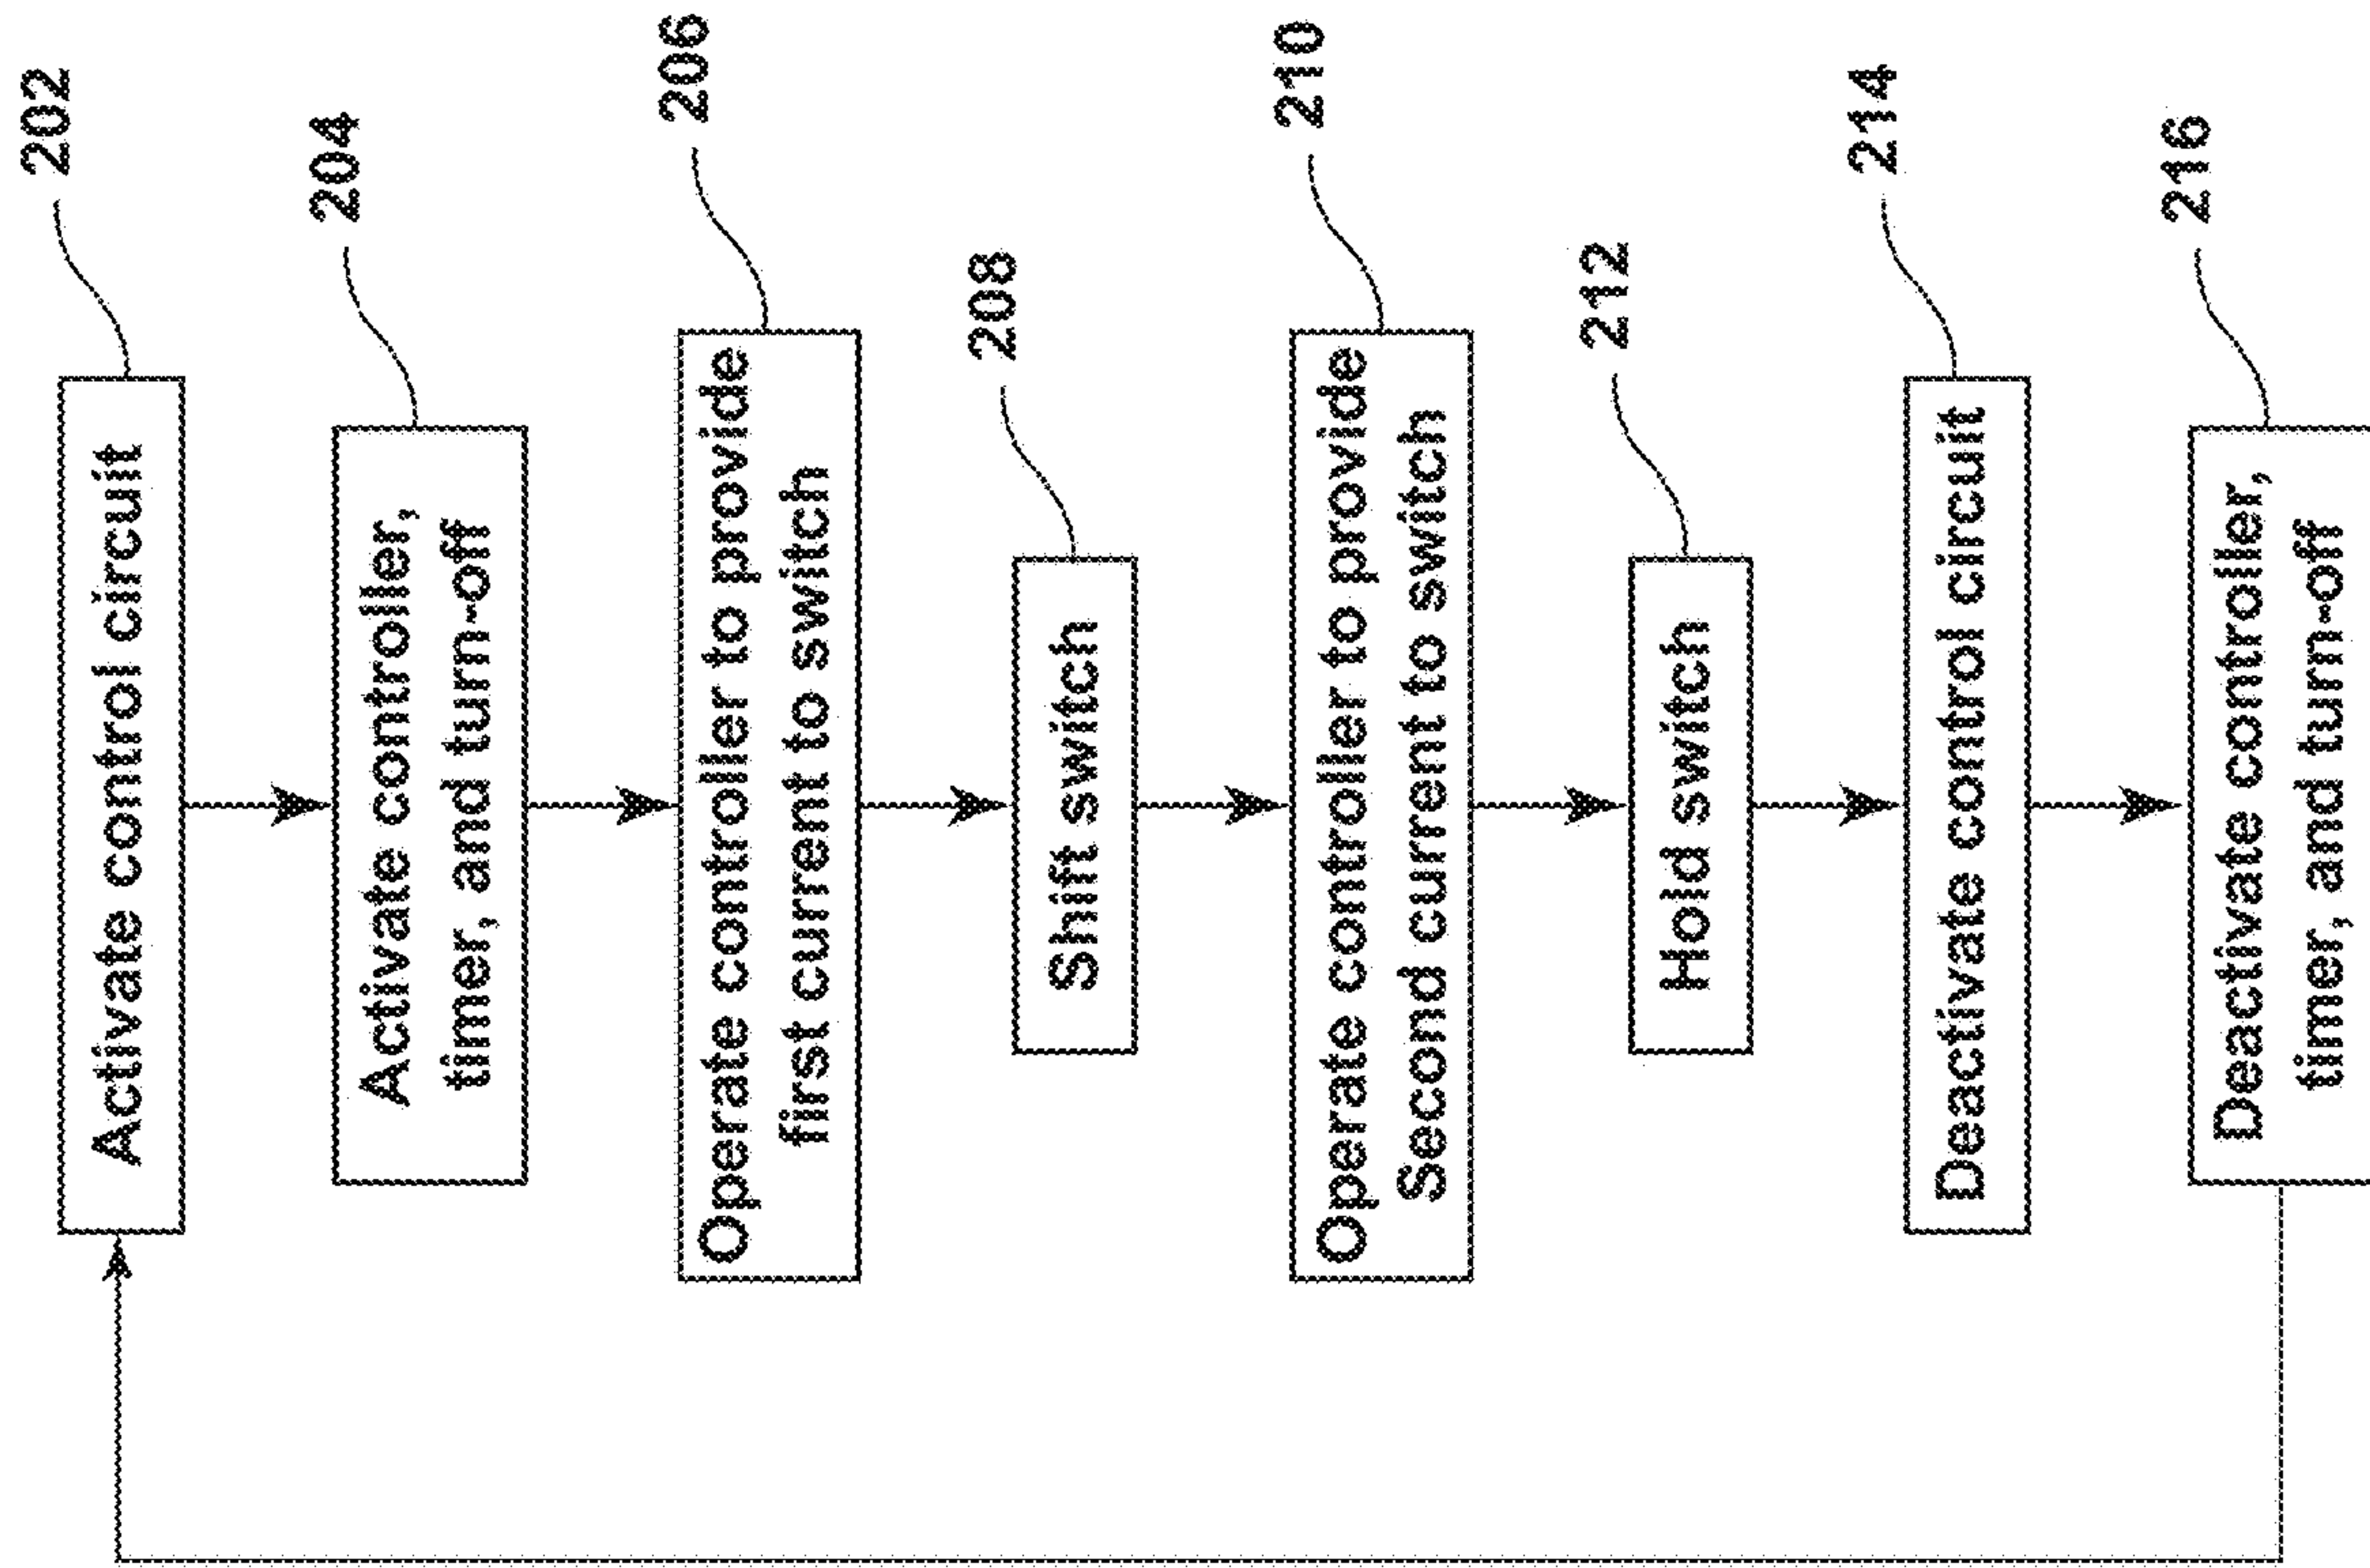 Activate control circuit
202
Activate controller,
timer, and turn-off
204
Operate controller to provide
first current to switch
206
Shift switch
208
Operate controller to provide
Second current to switch
210
Hold switch
212
Deactivate control circuit
214
Deactivate controller,
timer, and turn-off
216